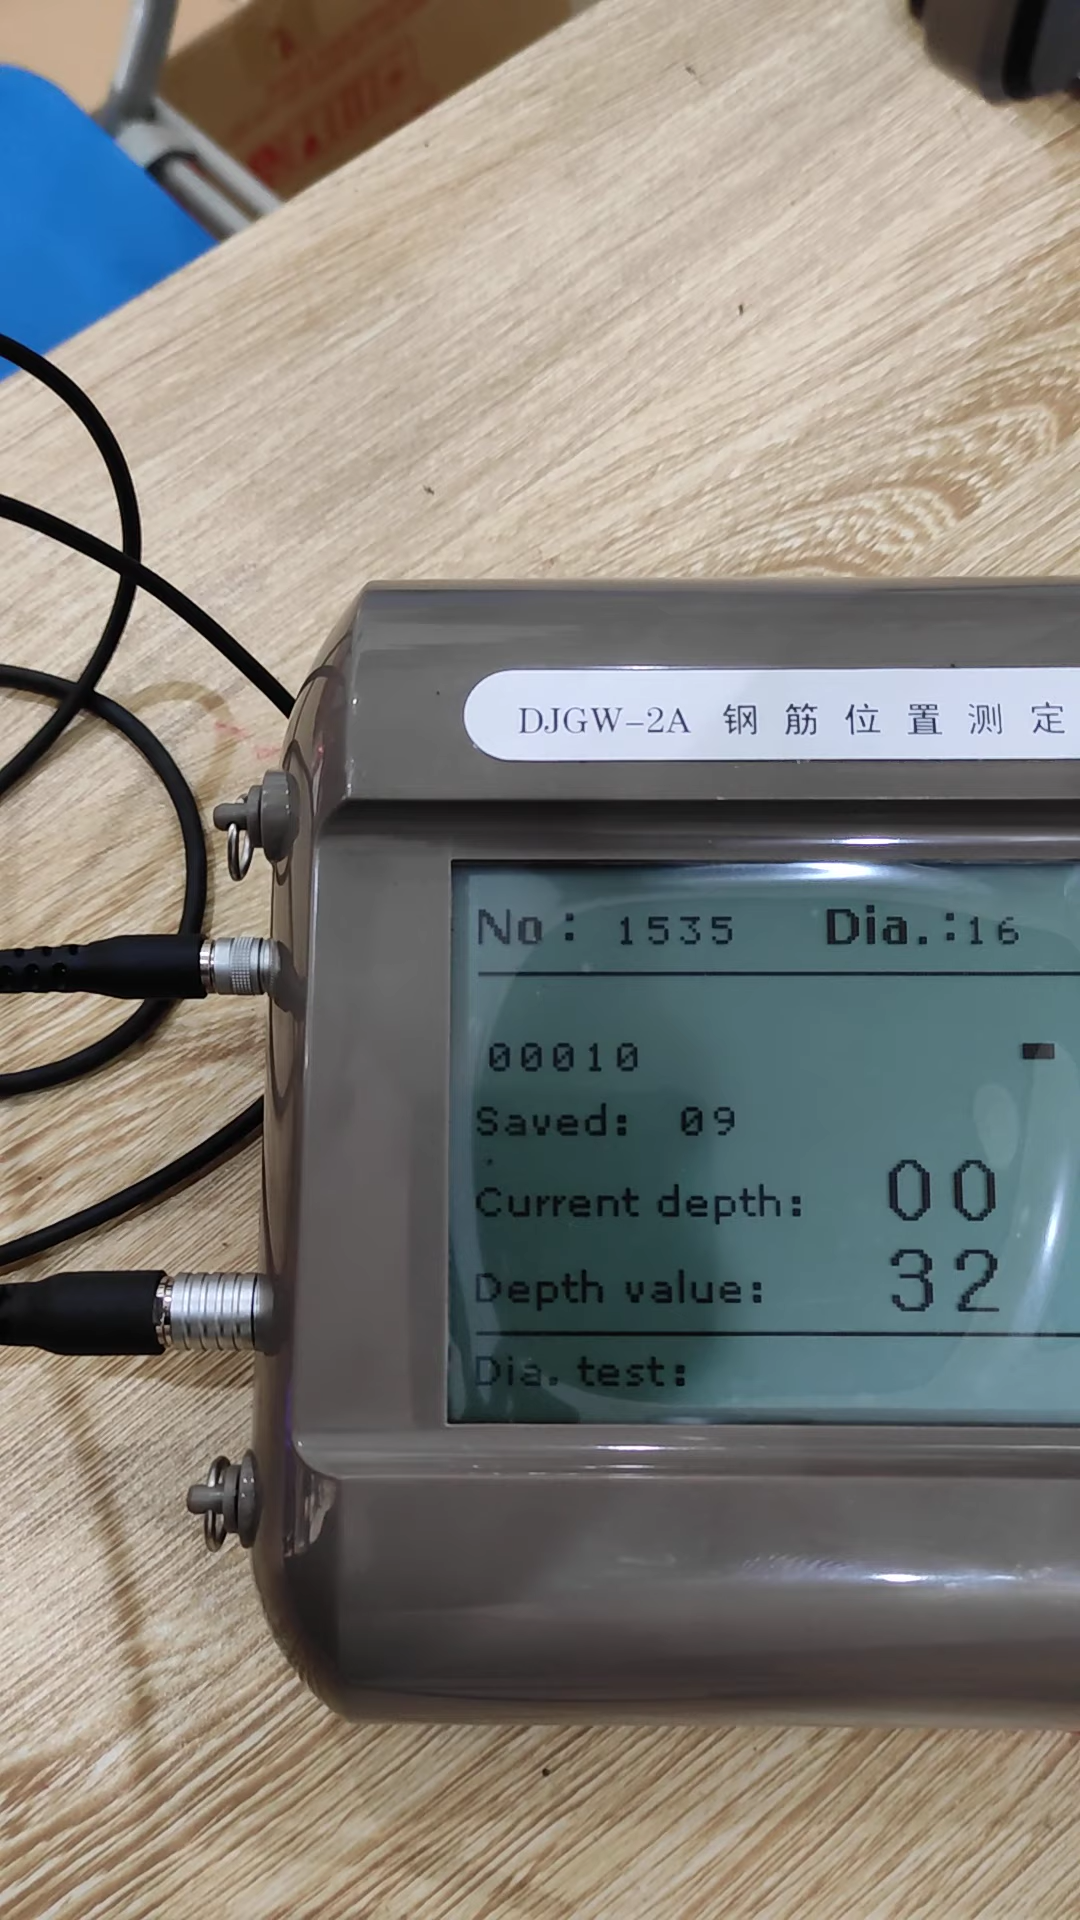 DJGW-2A 钢筋位置测定
No: 1535 Dia.:16
00010
Saved: 09
Current depth: 00
Depth value: 32
Dia. test: